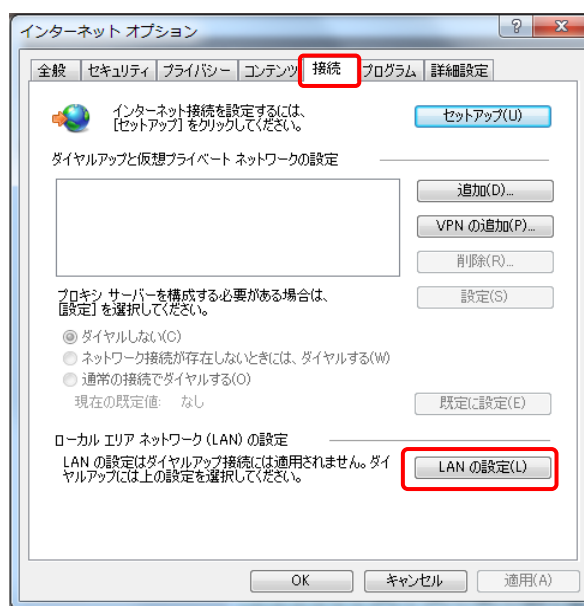 インターネット オプション
全般 セキュリティ プライバシー コンテンツ 接続 プログラム 詳細設定
インターネット接続を設定するには、
[セットアップ] をクリックしてください。
セットアップ(U)
ダイヤルアップと仮想プライベート ネットワークの設定
追加(D)...
VPN の追加(P)...
削除(R)...
プロキシ サーバーを構成する必要がある場合は、
[設定] を選択してください。
設定(S)
ダイヤルしない(C)
ネットワーク接続が存在しないときには、ダイヤルする(W)
通常の接続でダイヤルする(O)
現在の既定値: なし
既定に設定(E)
ローカル エリア ネットワーク (LAN) の設定
LAN の設定はダイヤルアップ接続には適用されません。ダイ
ヤルアップには上の設定を選択してください。
LAN の設定(L)
OK キャンセル 適用(A)